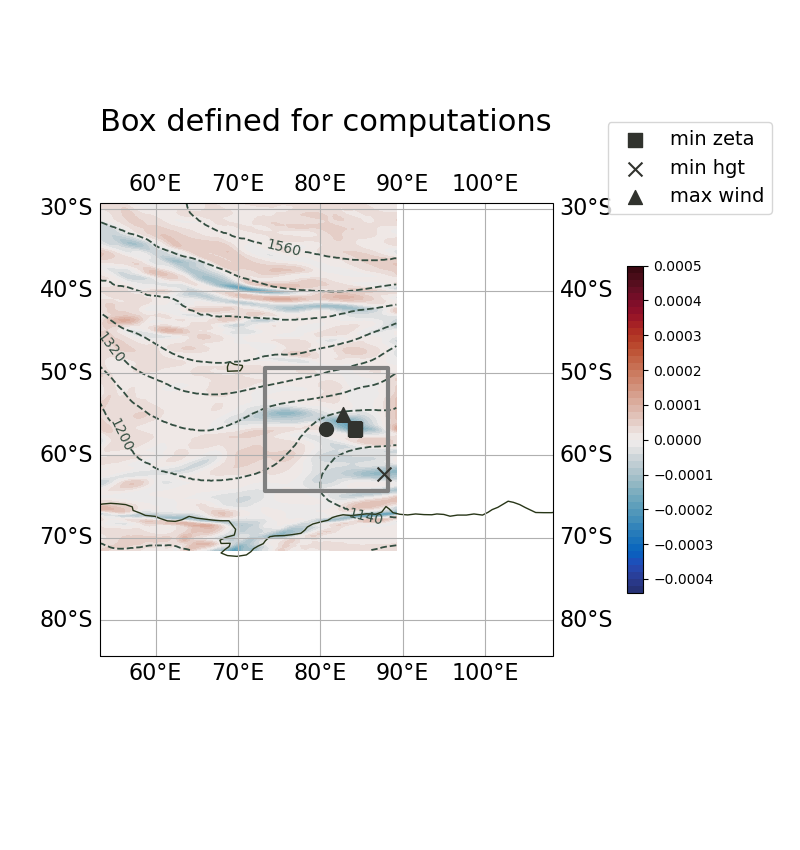 Box defined for computations
min zeta
min hgt
max wind
60°E 70°E 80°E 90°E 100°E
30°S 30°S
40°S 40°S
50°S 50°S
60°S 60°S
70°S 70°S
80°S 80°S
60°E 70°E 80°E 90°E 100°E
1560
1320
1200
1140
0.0005
0.0004
0.0003
0.0002
0.0001
0.0000
−0.0001
−0.0002
−0.0003
−0.0004